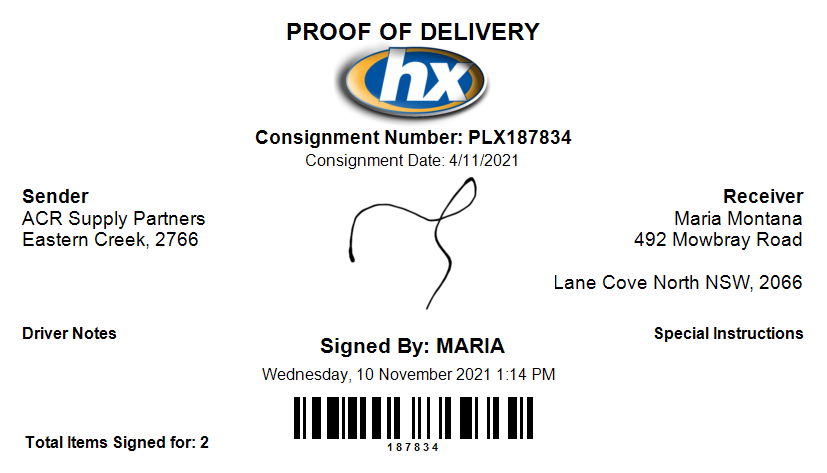 PROOF OF DELIVERY
hx
Consignment Number: PLX187834
Consignment Date: 4/11/2021
Sender
ACR Supply Partners
Eastern Creek, 2766
Receiver
Maria Montana
492 Mowbray Road
Lane Cove North NSW, 2066
Driver Notes
Special Instructions
Signed By: MARIA
Wednesday, 10 November 2021 1:14 PM
187834
Total Items Signed for: 2